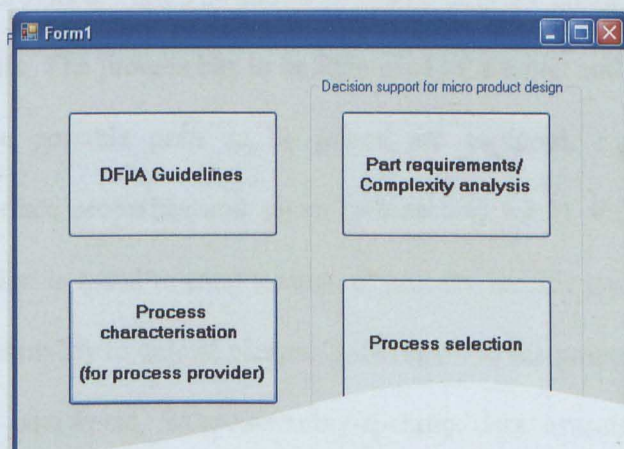 Form1
Decision support for micro product design
DFµA Guidelines
Part requirements/
Complexity analysis
Process
characterisation
(for process provider)
Process selection